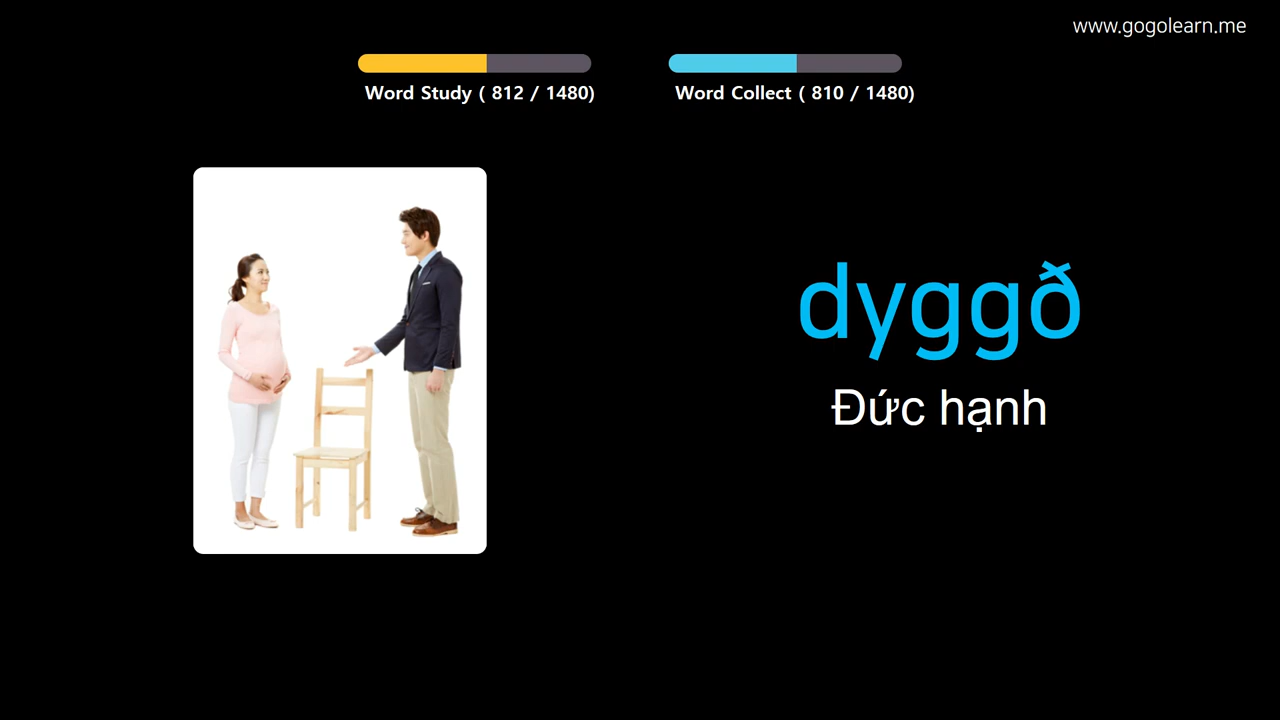 www.gogolearn.me
Word Study ( 812 / 1480)
Word Collect ( 810 / 1480)
dyggð
Đức hạnh